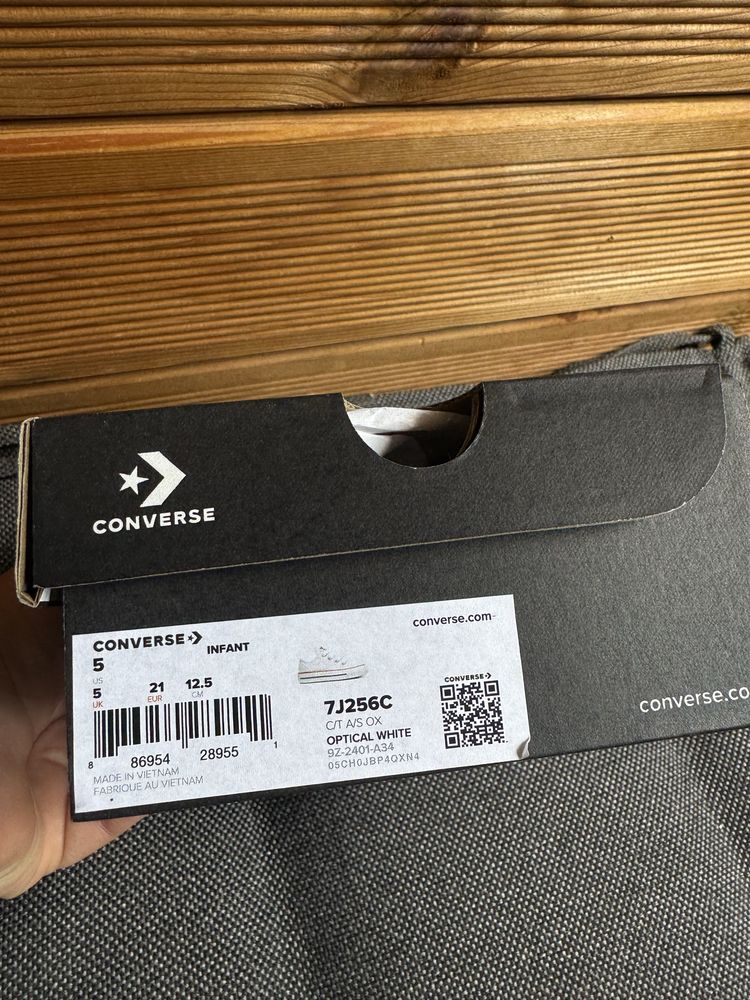 CONVERSE
CONVERSE INFANT
converse.com
5
US
5 21 12.5
UK EUR CM
8 86954 28955 1
MADE IN VIETNAM
FABRIQUE AU VIETNAM
7J256C
C/T A/S OX
OPTICAL WHITE
9Z-2401-A34
05CH0JBP4QXN4
CONVERSE
converse.co